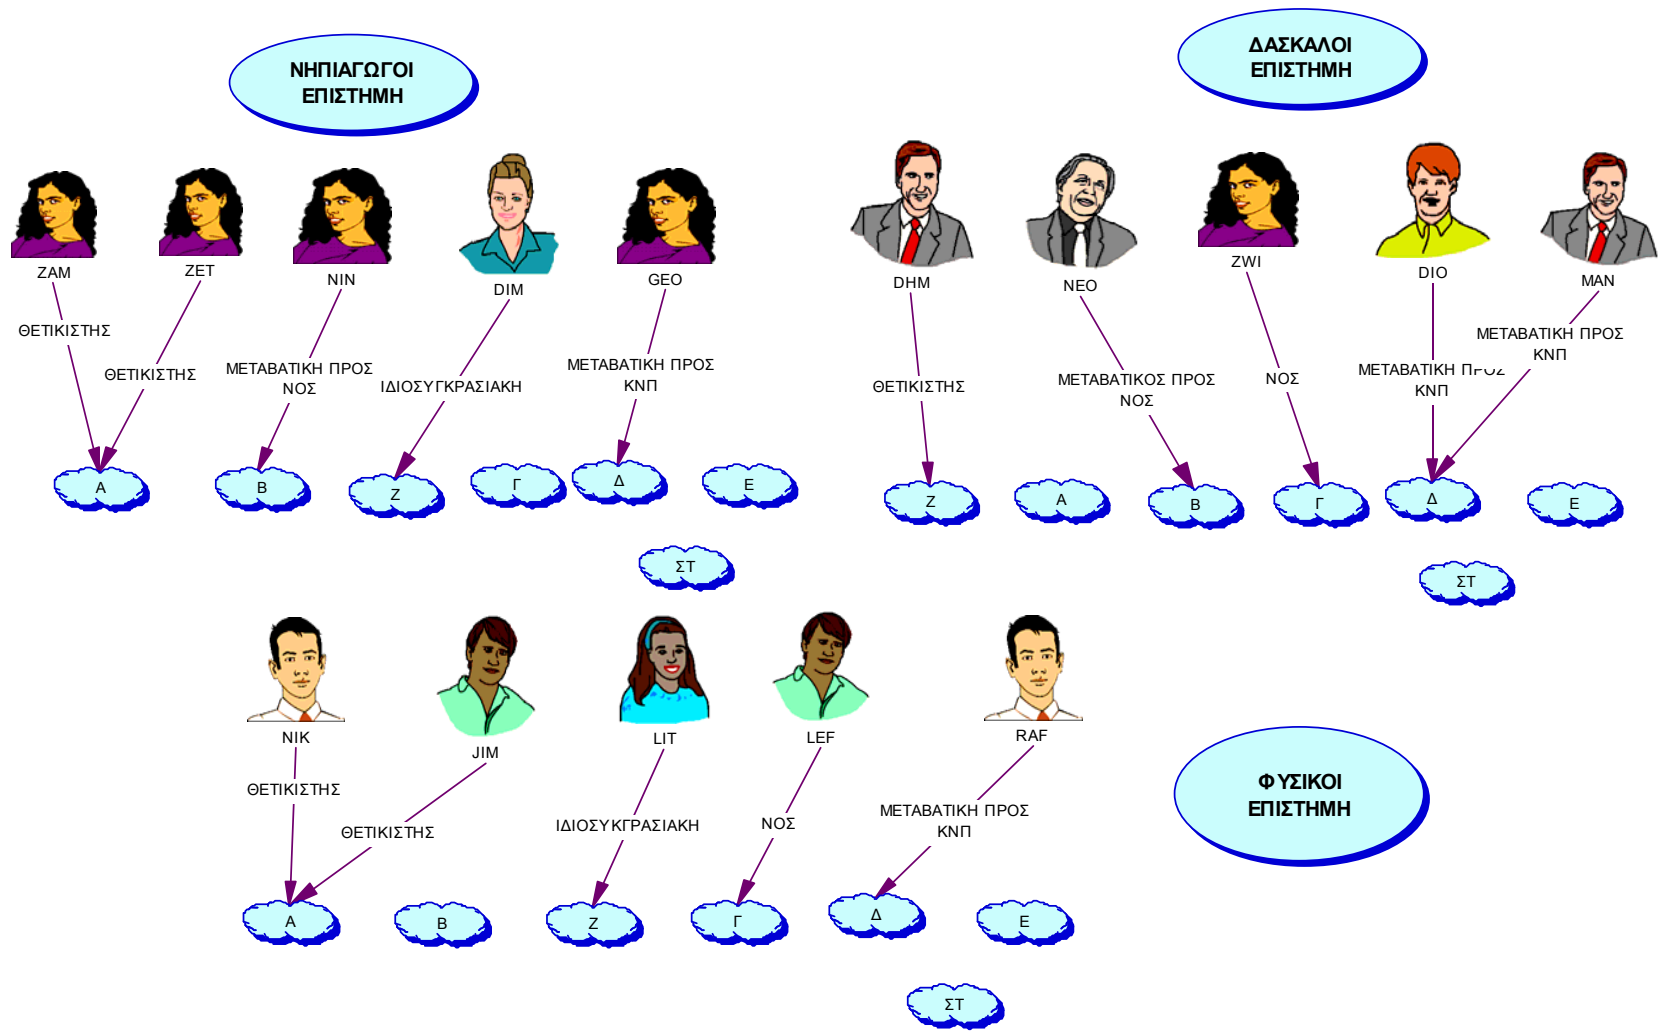 ΝΗΠΙΑΓΩΓΟΙ
ΕΠΙΣΤΗΜΗ
ΔΑΣΚΑΛΟΙ
ΕΠΙΣΤΗΜΗ
ZAM
ZET
NIN
DIM
GEO
DHM
NEO
ZWI
DIO
MAN
ΘΕΤΙΚΙΣΤΗΣ
ΘΕΤΙΚΙΣΤΗΣ
ΜΕΤΑΒΑΤΙΚΗ ΠΡΟΣ
ΝΟΣ
ΙΔΙΟΣΥΓΚΡΑΣΙΑΚΗ
ΜΕΤΑΒΑΤΙΚΗ ΠΡΟΣ
ΚΝΠ
ΘΕΤΙΚΙΣΤΗΣ
ΜΕΤΑΒΑΤΙΚΟΣ ΠΡΟΣ
ΝΟΣ
ΝΟΣ
ΜΕΤΑΒΑΤΙΚΗ ΠΡΟΣ
ΚΝΠ
ΜΕΤΑΒΑΤΙΚΗ ΠΡΟΣ
ΚΝΠ
Α
Β
Ζ
Γ
Δ
Ε
ΣΤ
Ζ
Α
Β
Γ
Δ
Ε
ΣΤ
NIK
JIM
LIT
LEF
RAF
ΘΕΤΙΚΙΣΤΗΣ
ΘΕΤΙΚΙΣΤΗΣ
ΙΔΙΟΣΥΚΓΡΑΣΙΑΚΗ
ΝΟΣ
ΜΕΤΑΒΑΤΙΚΗ ΠΡΟΣ
ΚΝΠ
ΦΥΣΙΚΟΙ
ΕΠΙΣΤΗΜΗ
Α
Β
Ζ
Γ
Δ
Ε
ΣΤ